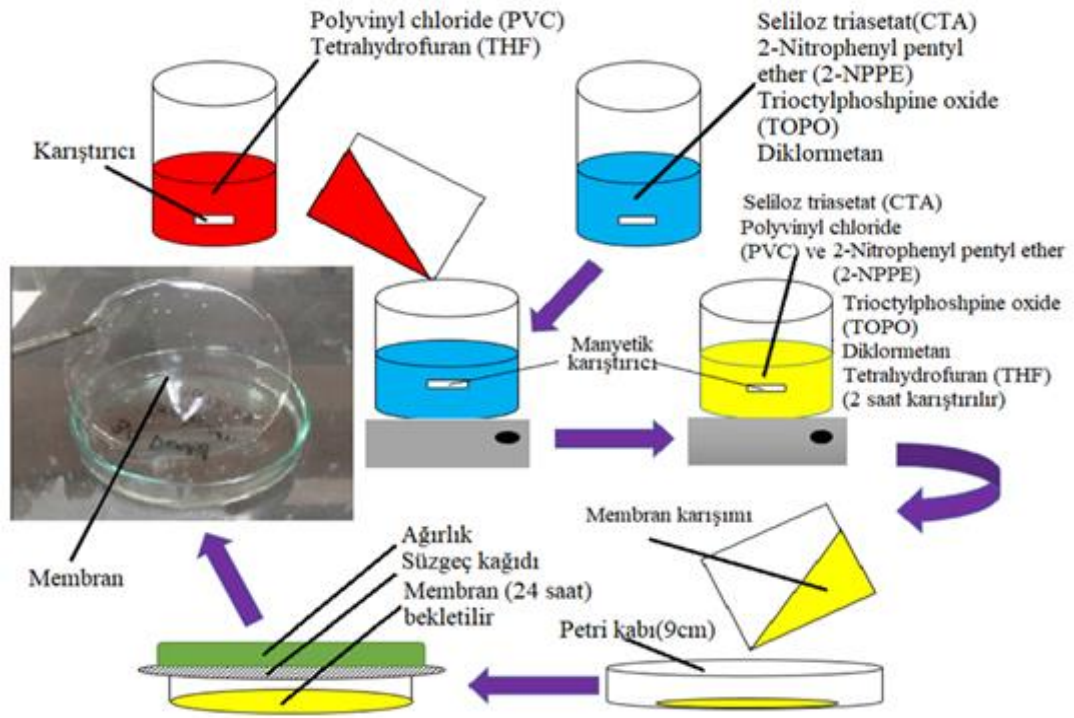 Polyvinyl chloride (PVC)
Tetrahydrofuran (THF)
Karıştırıcı
Seliloz triasetat(CTA)
2-Nitrophenyl pentyl
ether (2-NPPE)
Trioctylphoshpine oxide
(TOPO)
Diklormetan
Seliloz triasetat (CTA)
Polyvinyl chloride
(PVC) ve 2-Nitrophenyl pentyl ether
(2-NPPE)
Trioctylphoshpine oxide
(TOPO)
Diklormetan
Tetrahydrofuran (THF)
(2 saat karıştırılır)
Manyetik
karıştırıcı
Membran karışımı
Petri kabı(9cm)
Ağırlık
Süzgeç kağıdı
Membran (24 saat)
bekletilir
Membran